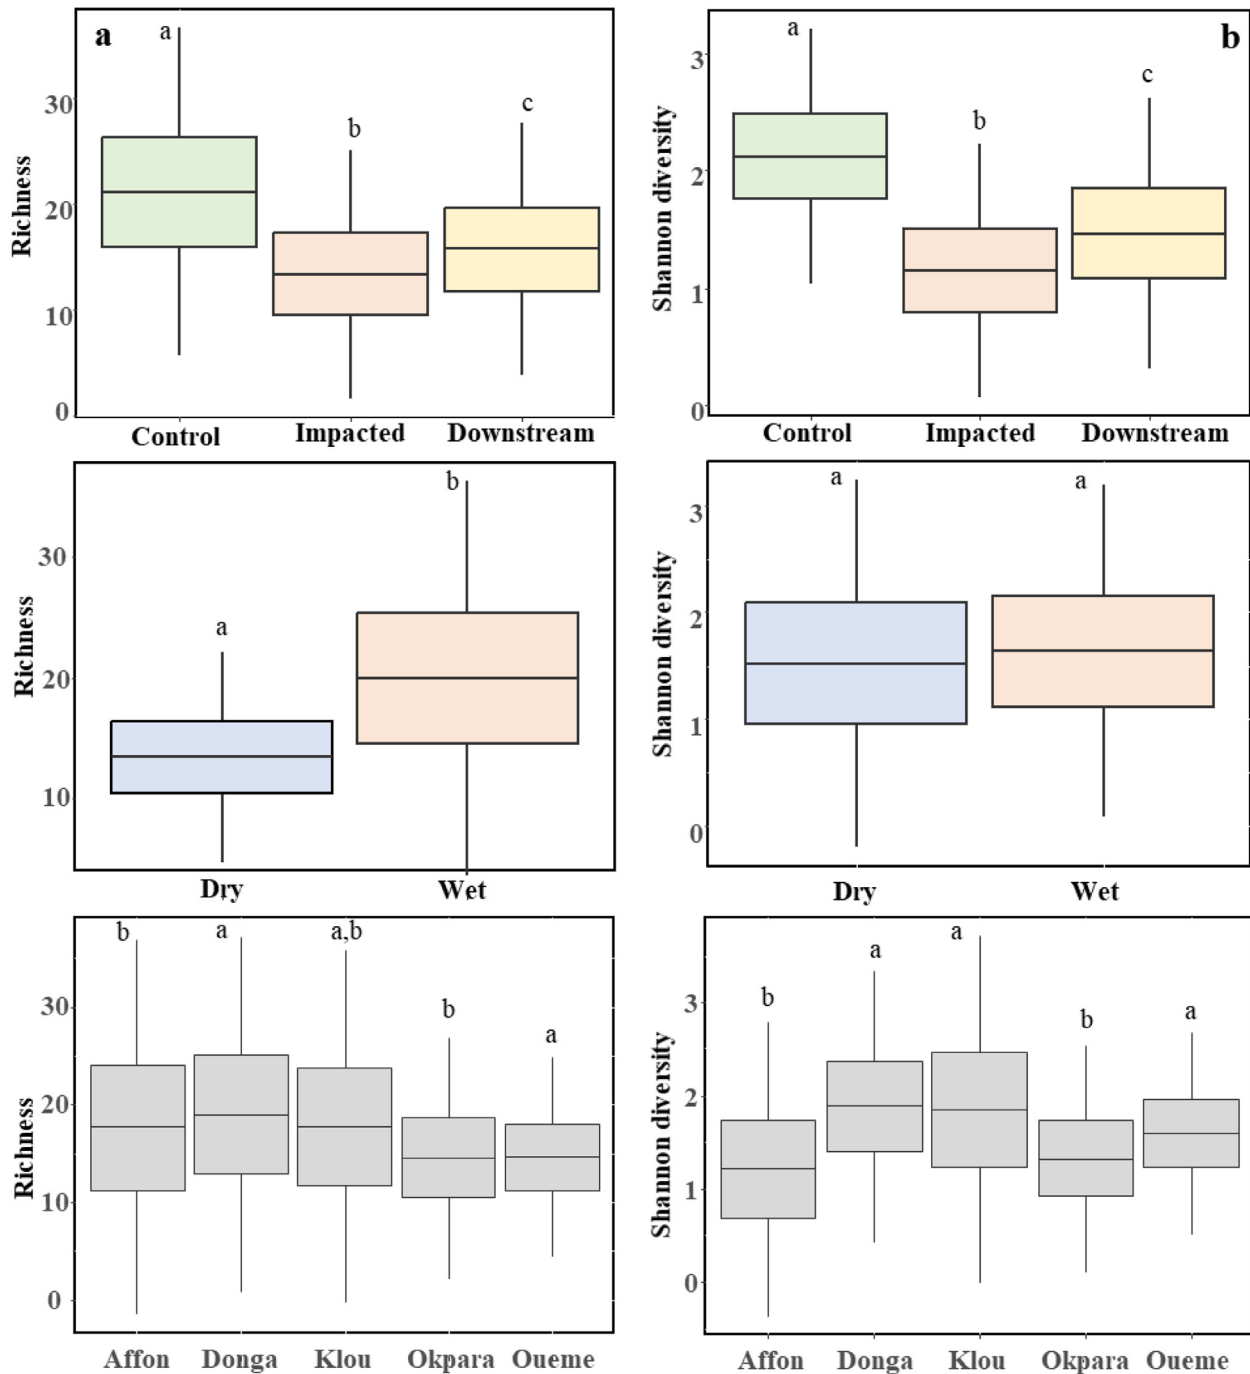 a
a
b
c
30
20
10
0
Richness
Control Impacted Downstream
b
a
b
c
3
2
1
0
Shannon diversity
Control Impacted Downstream
a
b
30
20
10
Richness
Dry Wet
a
a
3
2
1
0
Shannon diversity
Dry Wet
b
a
a,b
b
a
30
20
10
0
Richness
Affon Donga Klou Okpara Oueme
b
a
a
b
a
3
2
1
0
Shannon diversity
Affon Donga Klou Okpara Oueme